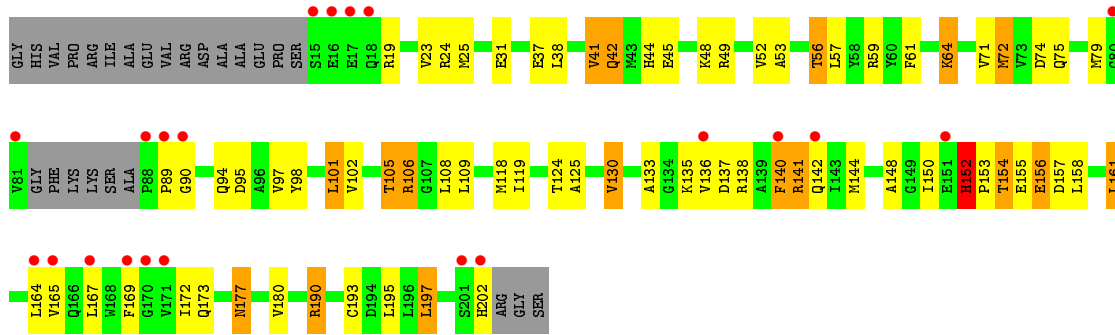 GLY HIS VAL PRO ARG ILE ALA GLU VAL ARG ASP ALA ALA GLU PRO SER S15 E16 E17 Q18 R19 V23 R24 M25 E31 E37 L38 V41 Q42 M43 H44 E45 K48 R49 V52 A53 T56 L57 Y58 R59 Y60 F61 K64 V71 M72 V73 D74 Q75 M79
V81 GLY PHE LYS LYS SER ALA P88 P89 G90 Q94 D95 A96 V97 Y98 L101 V102 T105 R106 G107 L108 L109 M118 I119 T124 A125 V130 A133 G134 K135 V136 D137 R138 A139 F140 R141 Q142 I143 M144 A148 G149 I150 E151 H152 P153 T154 E155 E156 D157 L158 L161
L164 V165 Q166 L167 W168 F169 G170 V171 I172 Q173 N177 V180 R190 C193 D194 L195 L196 L197 S201 H202 ARG GLY SER